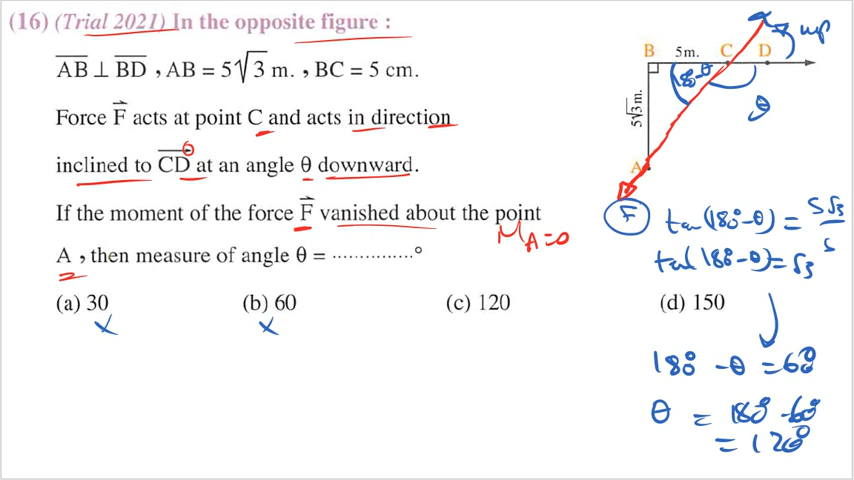 (16) (Trial 2021) In the opposite figure :
AB ⊥ BD , AB = 5√3 m. , BC = 5 cm.
Force F acts at point C and acts in direction
inclined to CD at an angle θ downward.
If the moment of the force F vanished about the point
A , then measure of angle θ = ...............°
M_A=0
(a) 30
(b) 60
(c) 120
(d) 150
up
B 5m. C D
180-θ
θ
5√3m.
A
F
tan(180°-θ) = 5√3/5
tan(180°-θ) = √3
180° - θ = 60°
θ = 180° - 60°
= 120°